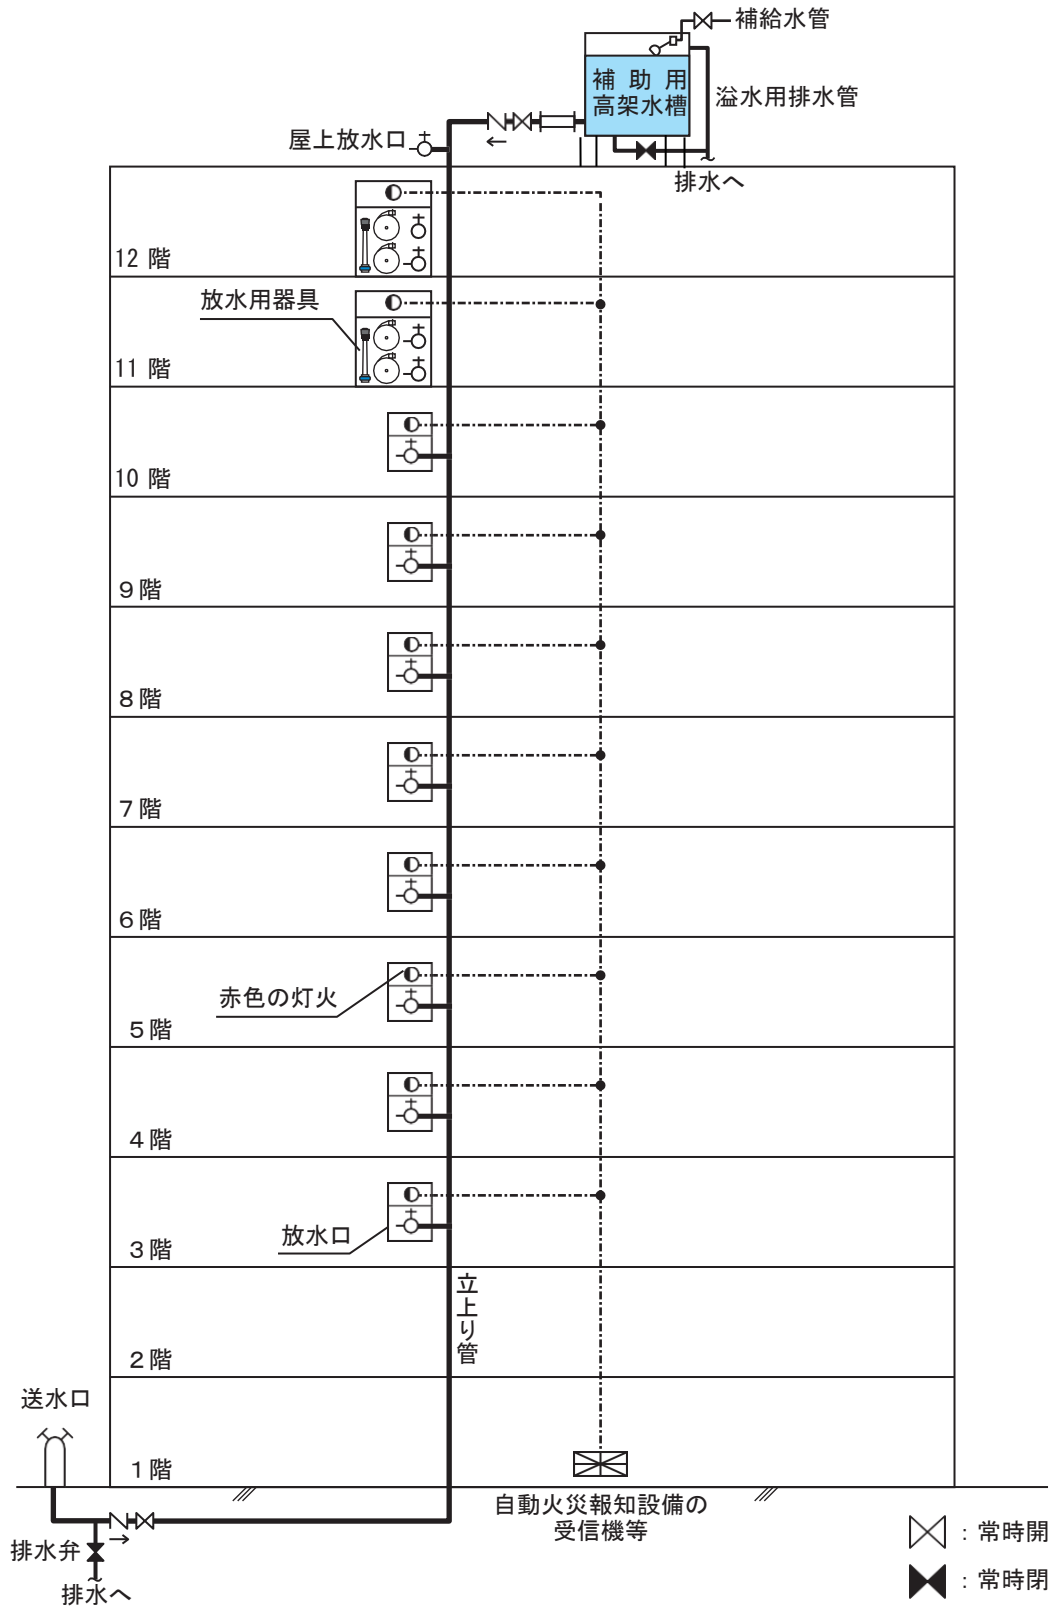 補給水管
補助用
高架水槽
溢水用排水管
屋上放水口
排水へ
12 階
放水用器具
11 階
10 階
9 階
8 階
7 階
6 階
赤色の灯火
5 階
4 階
放水口
3 階
立上り管
2 階
送水口
1 階
自動火災報知設備の
受信機等
排水弁
排水へ
: 常時開
: 常時閉